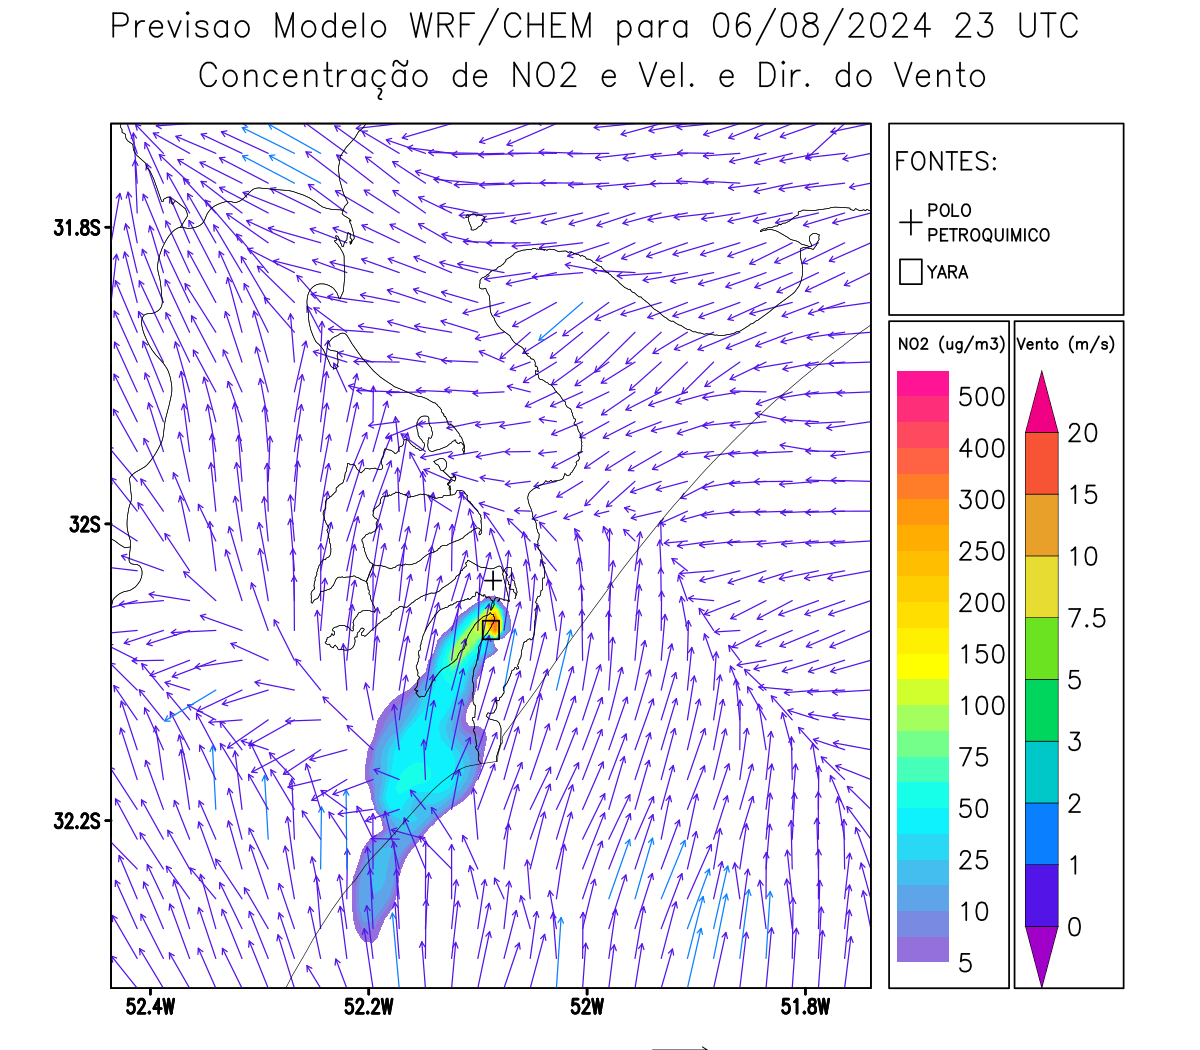 Previsao Modelo WRF/CHEM para 06/08/2024 23 UTC
Concentração de NO2 e Vel. e Dir. do Vento
FONTES:
POLO
PETROQUIMICO
YARA
NO2 (ug/m3)
500
400
300
250
200
150
100
75
50
25
10
5
Vento (m/s)
20
15
10
7.5
5
3
2
1
0
31.8S
32S
32.2S
52.4W
52.2W
52W
51.8W